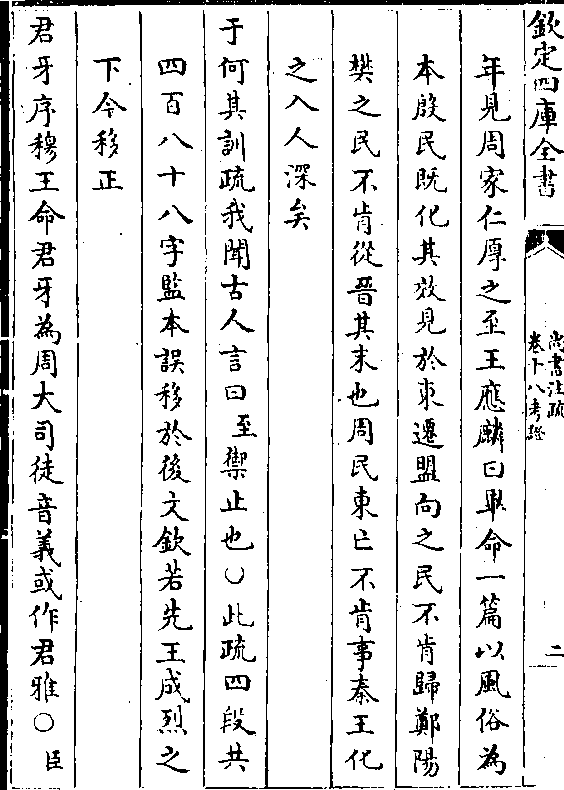 欽定四庫全書
尚書注疏
卷十八考證
二
年見周家仁厚之至王應麟曰畢命一篇以風俗為
本殷民既化其效見於東遷盟向之民不肯歸鄭陽
樊之民不肯從晉其末也周民東亡不肯事秦王化
之入人深矣
于何其訓疏我聞古人言曰至禦止也〇此疏四段共
四百八十八字監本誤移於後文欽若先王成烈之
下今移正
君牙序穆王命君牙為周大司徒音義或作君雅〇臣